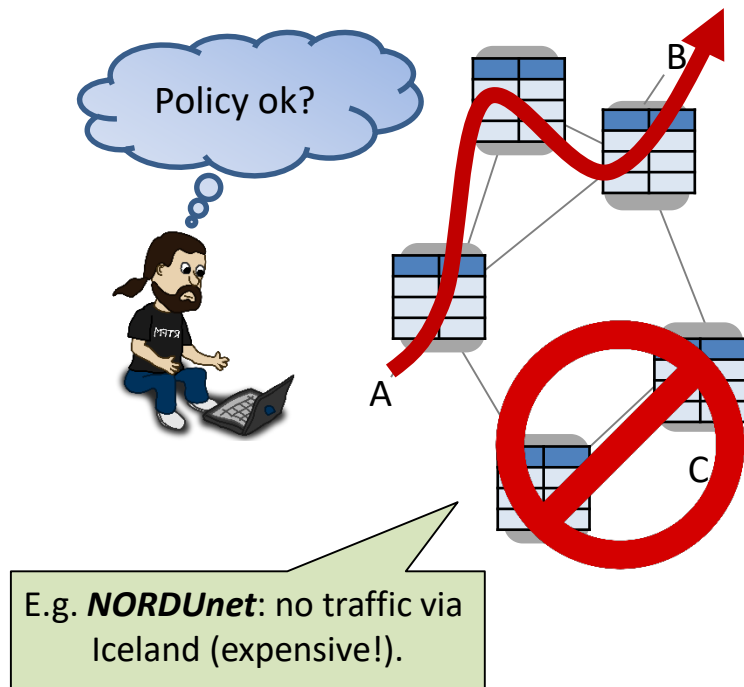 Policy ok?
B
A
C
E.g. NORDUnet: no traffic via
Iceland (expensive!).